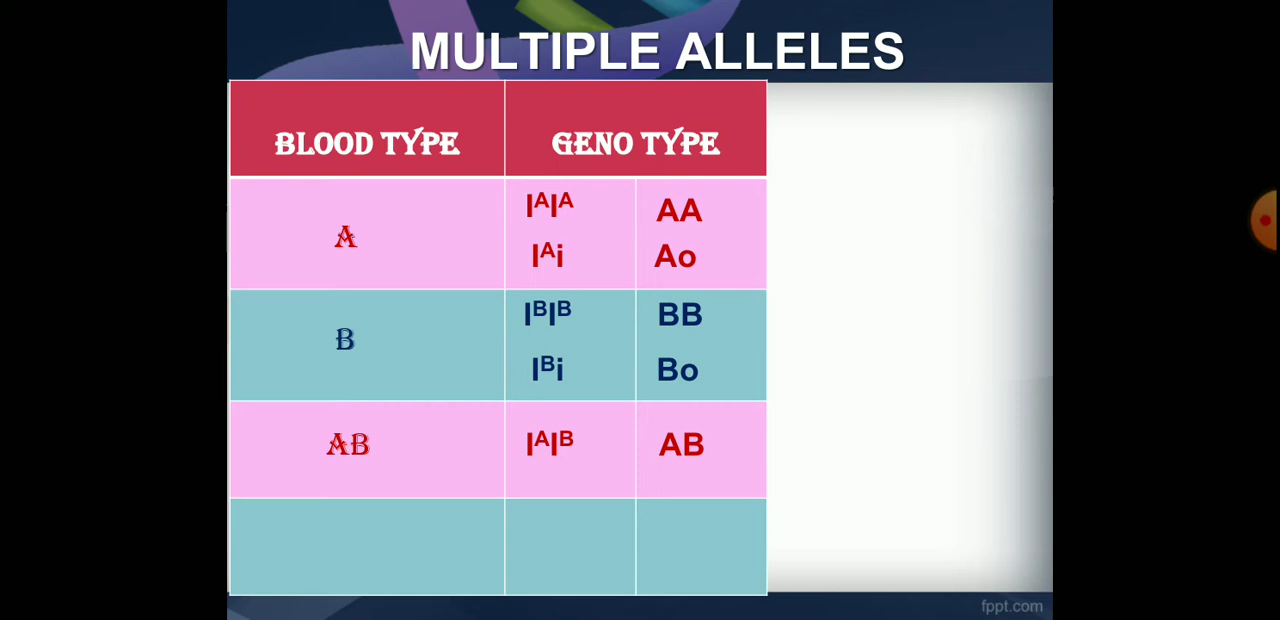 MULTIPLE ALLELES
BLOOD TYPE GENO TYPE
A
IᴬIᴬ AA
Iᴬi Ao
B
IᴮIᴮ BB
Iᴮi Bo
AB IᴬIᴮ AB
fppt.com